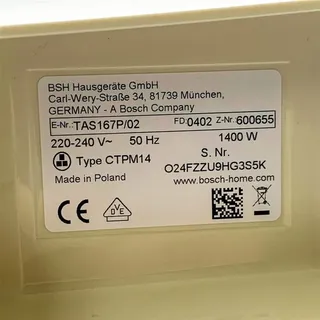 BSH Hausgeräte GmbH
Carl-Wery-Straße 34, 81739 München,
GERMANY - A Bosch Company
E-Nr.: TAS167P/02 FD 0402 Z-Nr. 600655
220-240 V~ 50 Hz 1400 W
Type CTPM14 S. Nr.
Made in Poland O24FZZU9HG3S5K
www.bosch-home.com
CE
DVE